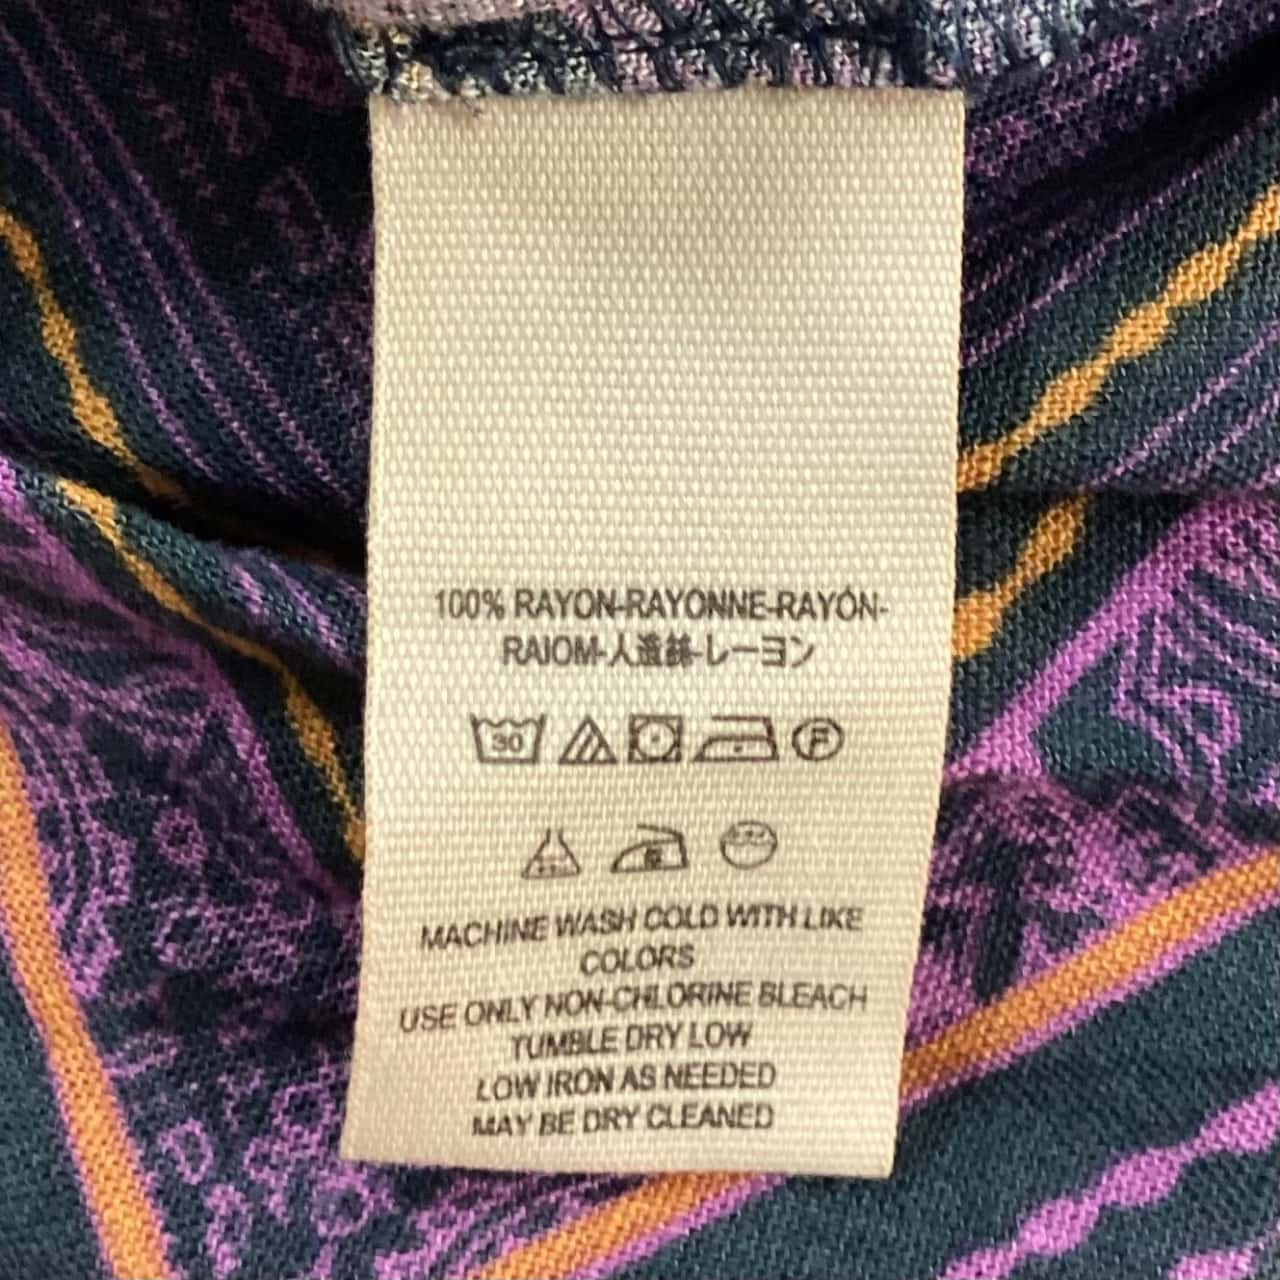 100% RAYON-RAYONNE-RAYÓN-
RAIOM-人造絲-レーヨン
30 F
MACHINE WASH COLD WITH LIKE
COLORS
USE ONLY NON-CHLORINE BLEACH
TUMBLE DRY LOW
LOW IRON AS NEEDED
MAY BE DRY CLEANED